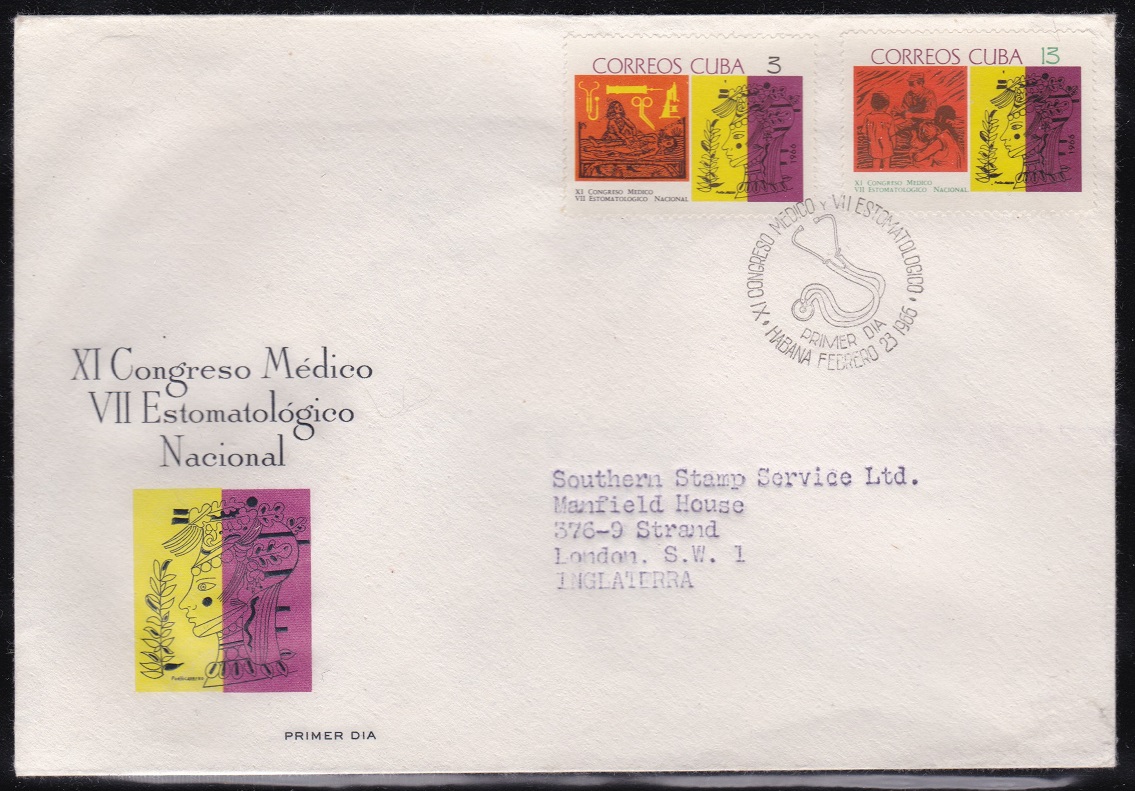 CORREOS CUBA 3
1966
XI CONGRESO MEDICO
VII ESTOMATOLOGICO NACIONAL
CORREOS CUBA 13
1966
XI CONGRESO MEDICO
VII ESTOMATOLOGICO NACIONAL
XI CONGRESO MEDICO Y VII ESTOMATOLOGICO
PRIMER DIA
HABANA FEBRERO 23 1966
XI Congreso Médico
VII Estomatológico
Nacional
PRIMER DIA
Southern Stamp Service Ltd.
Manfield House
376-9 Strand
London. S.W. 1
INGLATERRA